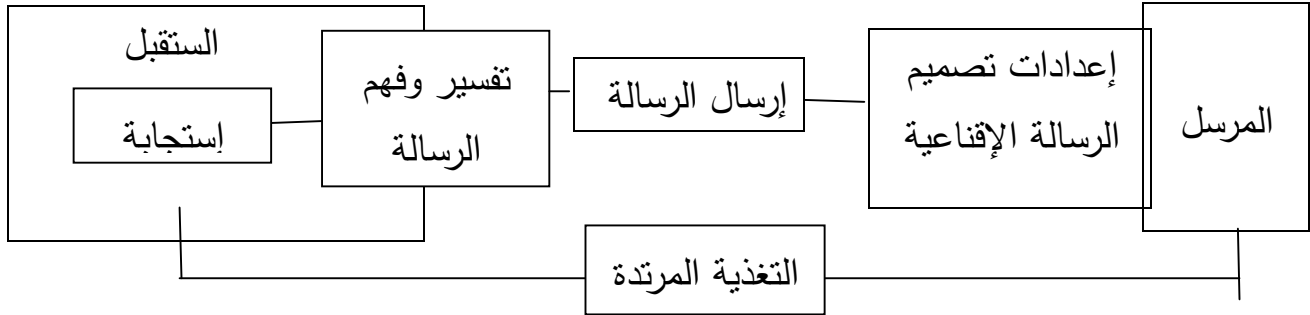 المرسل
إعدادات تصميم
الرسالة الإقناعية
إرسال الرسالة
تفسير وفهم
الرسالة
الستقبل
إستجابة
التغذية المرتدة